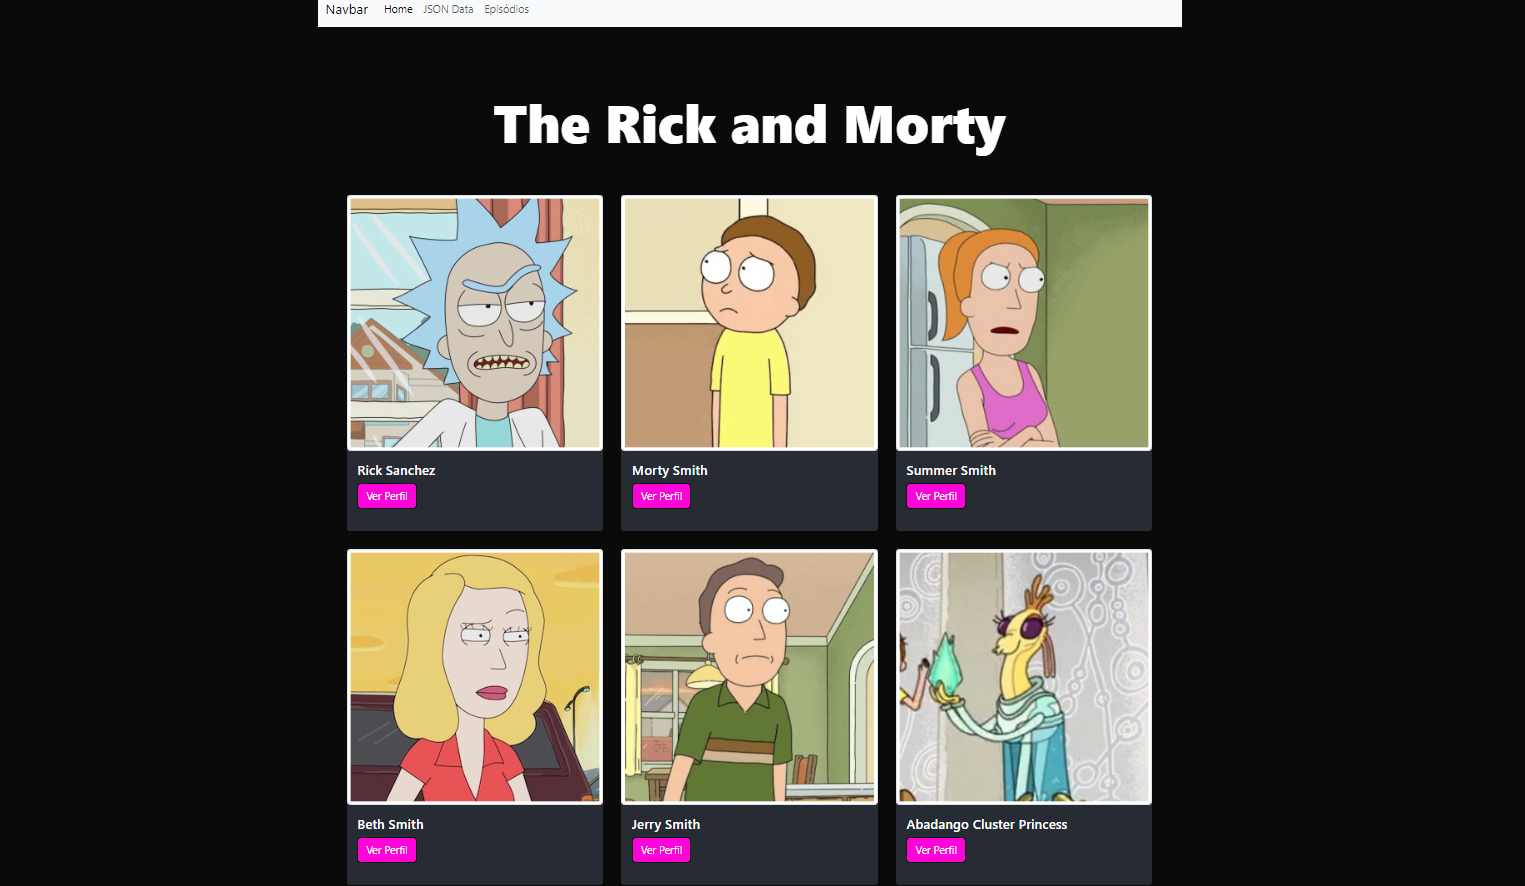 Navbar Home JSON Data Episódios
The Rick and Morty
Rick Sanchez
Ver Perfil
Morty Smith
Ver Perfil
Summer Smith
Ver Perfil
Beth Smith
Ver Perfil
Jerry Smith
Ver Perfil
Abadango Cluster Princess
Ver Perfil